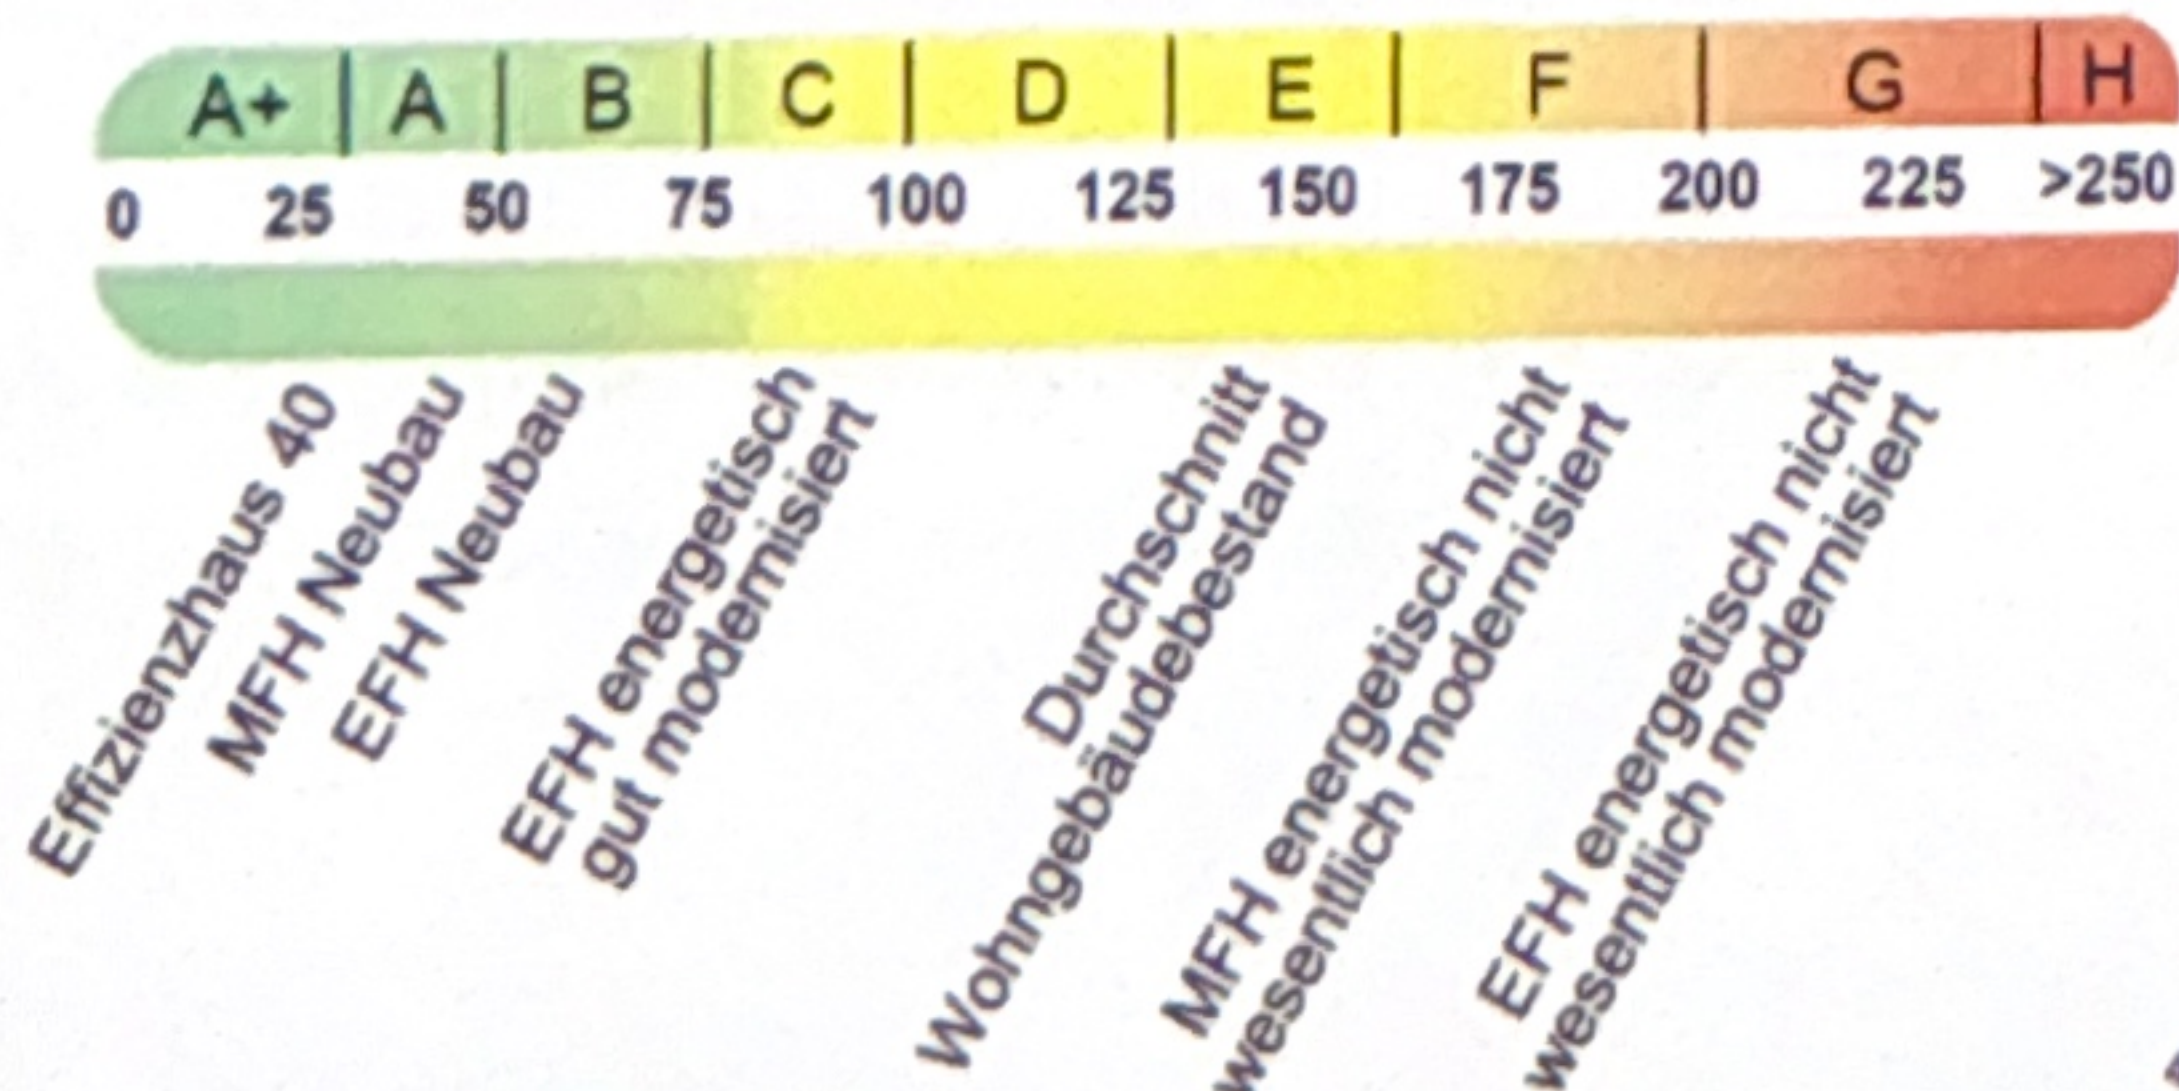 A+ A B C D E F G H
0 25 50 75 100 125 150 175 200 225 >250
Effizienzhaus 40
MFH Neubau
EFH Neubau
EFH energetisch
gut modernisiert
Durchschnitt
Wohngebäudebestand
MFH energetisch nicht
wesentlich modernisiert
EFH energetisch nicht
wesentlich modernisiert